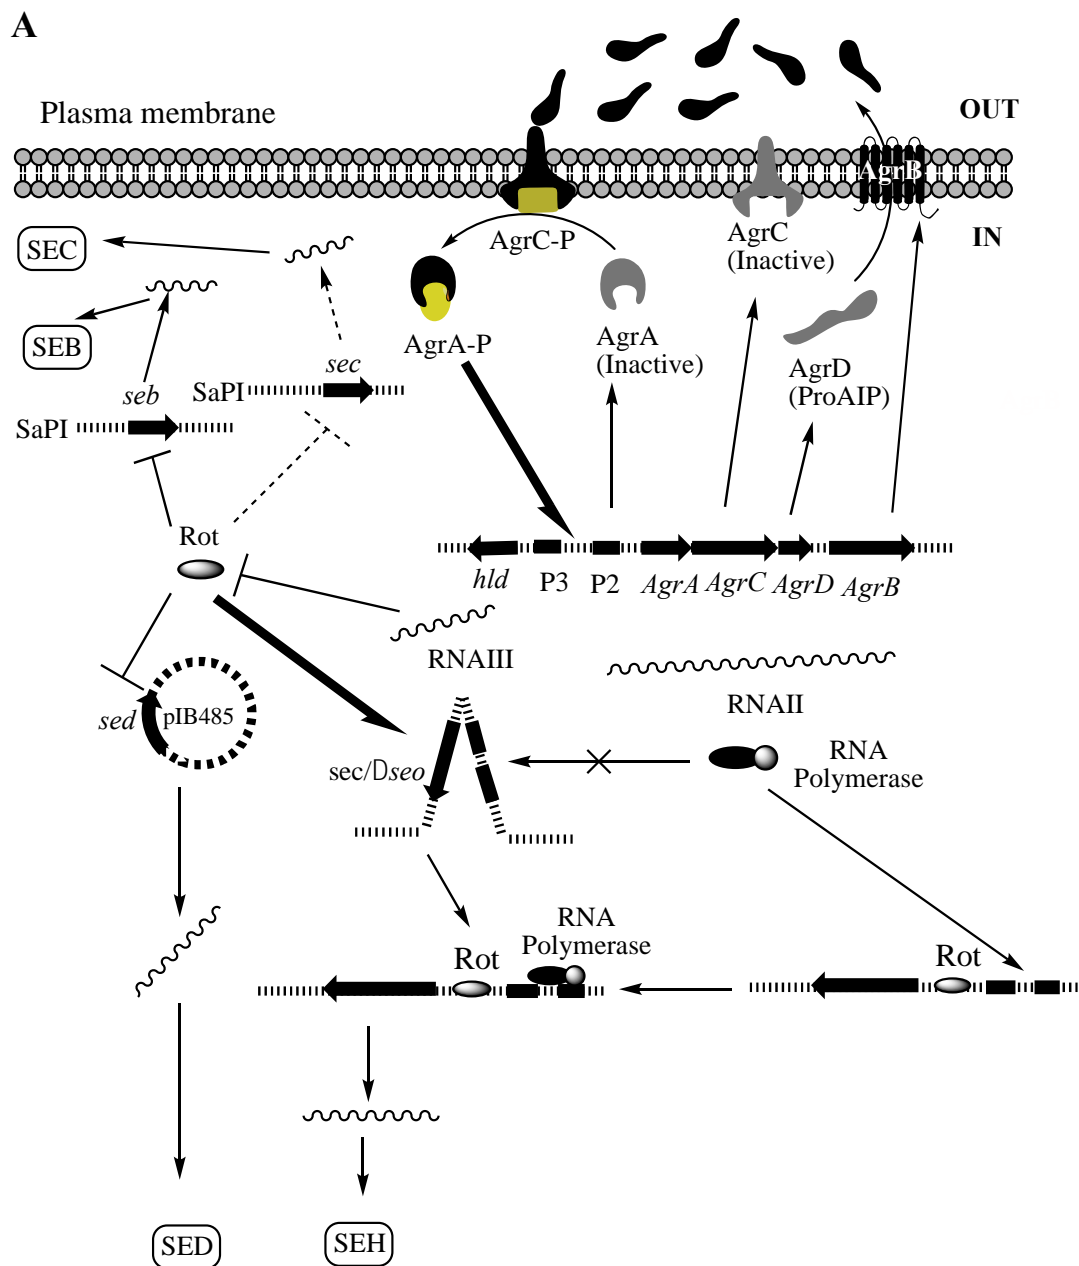 A
Plasma membrane
OUT
AgrB
IN
SEC
AgrC-P
AgrC
(Inactive)
SEB
AgrA-P
AgrA
(Inactive)
AgrD
(ProAIP)
seb
sec
SaPI
SaPI
Rot
hld
P3
P2
AgrA
AgrC
AgrD
AgrB
RNAIII
RNAII
sed
pIB485
sec/Dseo
RNA
Polymerase
RNA
Polymerase
Rot
Rot
SED
SEH